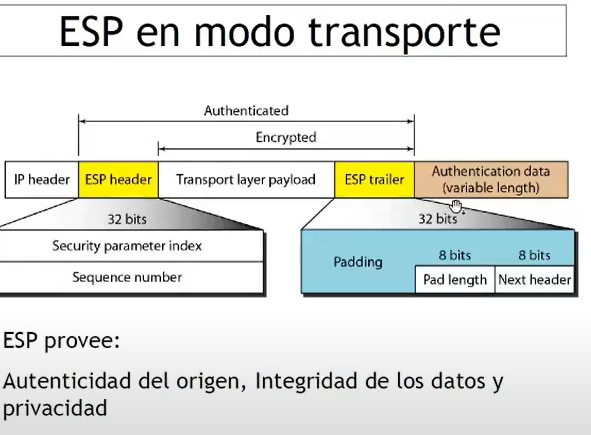 ESP en modo transporte
Authenticated
Encrypted
IP header
ESP header
Transport layer payload
ESP trailer
Authentication data
(variable length)
32 bits
32 bits
Security parameter index
Sequence number
Padding
8 bits
8 bits
Pad length
Next header
ESP provee:
Autenticidad del origen, Integridad de los datos y
privacidad